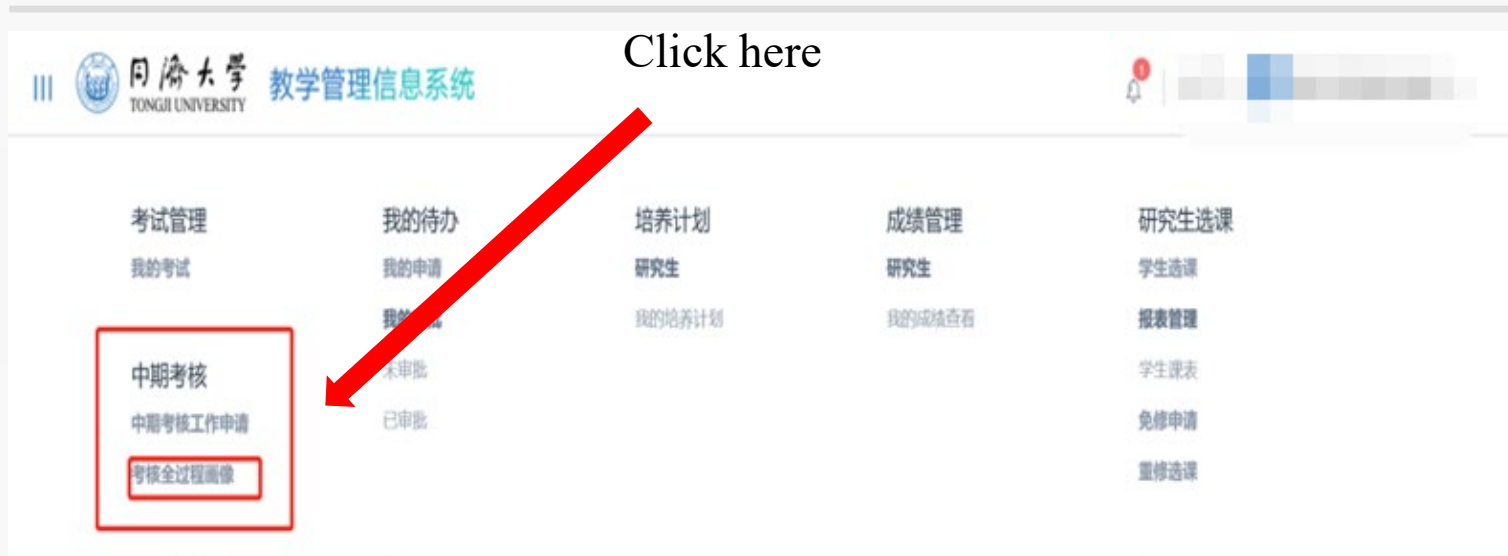 Click here
同濟大學
TONGJI UNIVERSITY
教学管理信息系统
1
考试管理
我的考试
中期考核
中期考核工作申请
考核全过程画像
我的待办
我的申请
未审批
已审批
培养计划
研究生
我的培养计划
成绩管理
研究生
我的成绩查看
研究生选课
学生选课
报表管理
学生课表
免修申请
重修选课